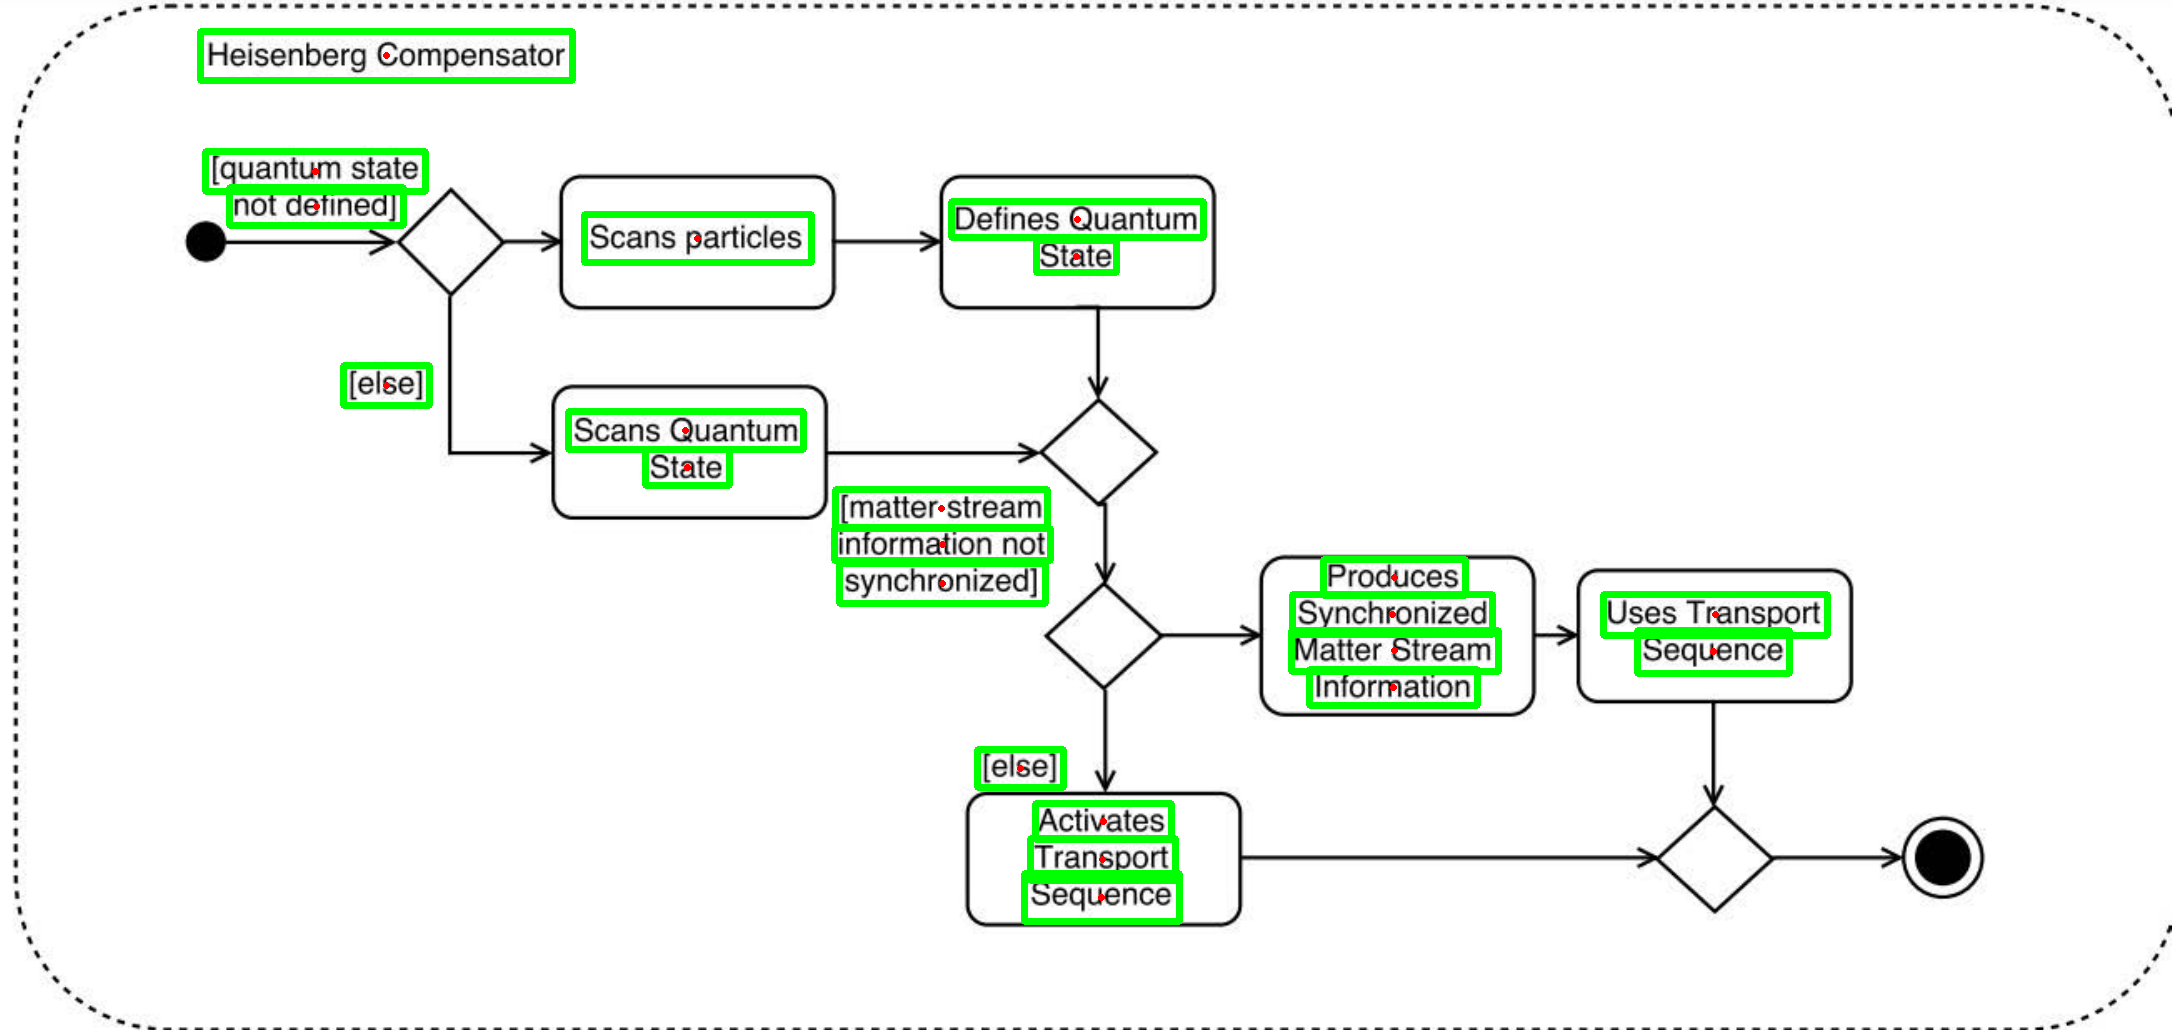 Heisenberg Compensator
[quantum state
not defined]
Scans particles
Defines Quantum
State
[else]
Scans Quantum
State
[matter stream
information not
synchronized]
Produces
Synchronized
Matter Stream
Information
Uses Transport
Sequence
[else]
Activates
Transport
Sequence